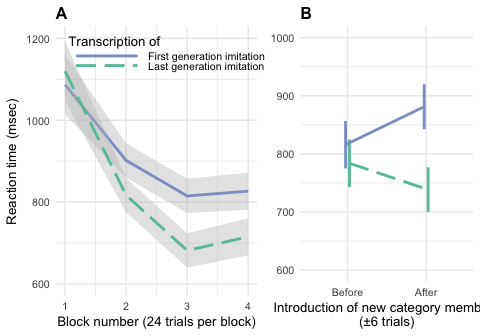 A
Reaction time (msec)
1200
1000
800
600
Transcription of
First generation imitation
Last generation imitation
1 2 3 4
Block number (24 trials per block)
B
1000
900
800
700
600
Before After
Introduction of new category memb
(±6 trials)